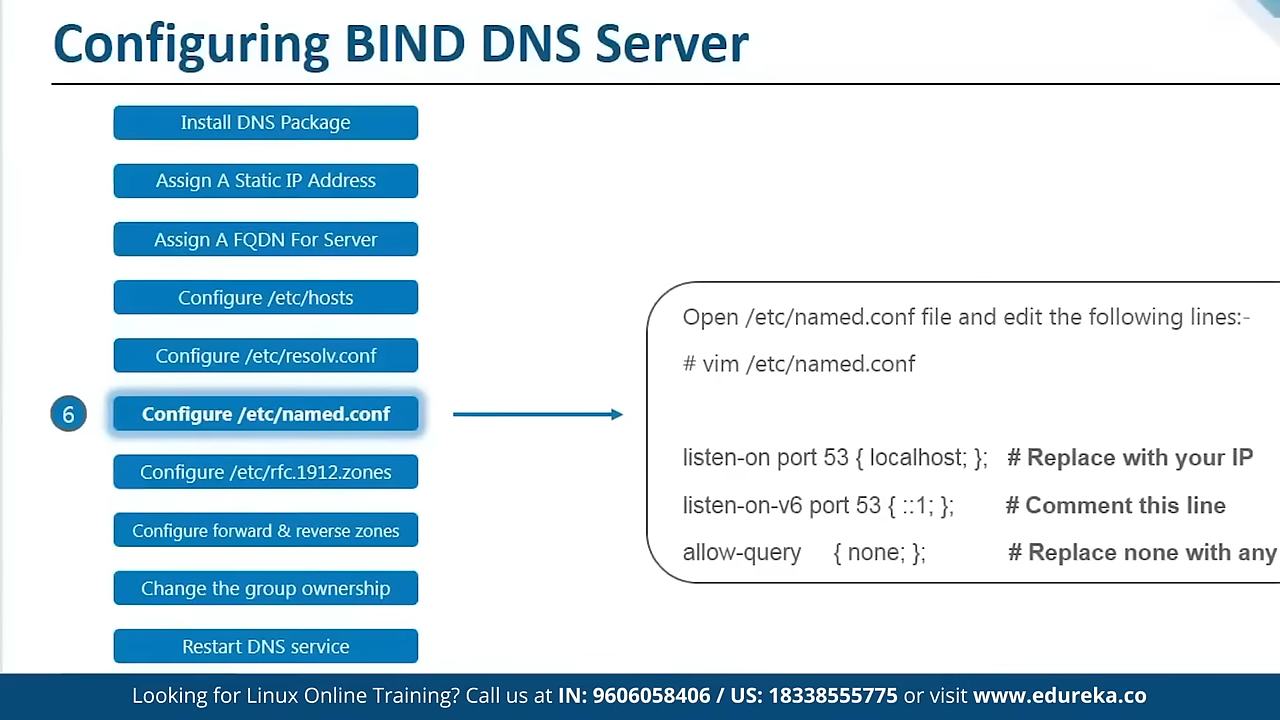 Configuring BIND DNS Server
Install DNS Package
Assign A Static IP Address
Assign A FQDN For Server
Configure /etc/hosts
Configure /etc/resolv.conf
6 Configure /etc/named.conf
Configure /etc/rfc.1912.zones
Configure forward & reverse zones
Change the group ownership
Restart DNS service
Open /etc/named.conf file and edit the following lines:-
# vim /etc/named.conf
listen-on port 53 { localhost; }; # Replace with your IP
listen-on-v6 port 53 { ::1; }; # Comment this line
allow-query { none; }; # Replace none with any
Looking for Linux Online Training? Call us at IN: 9606058406 / US: 18338555775 or visit www.edureka.co